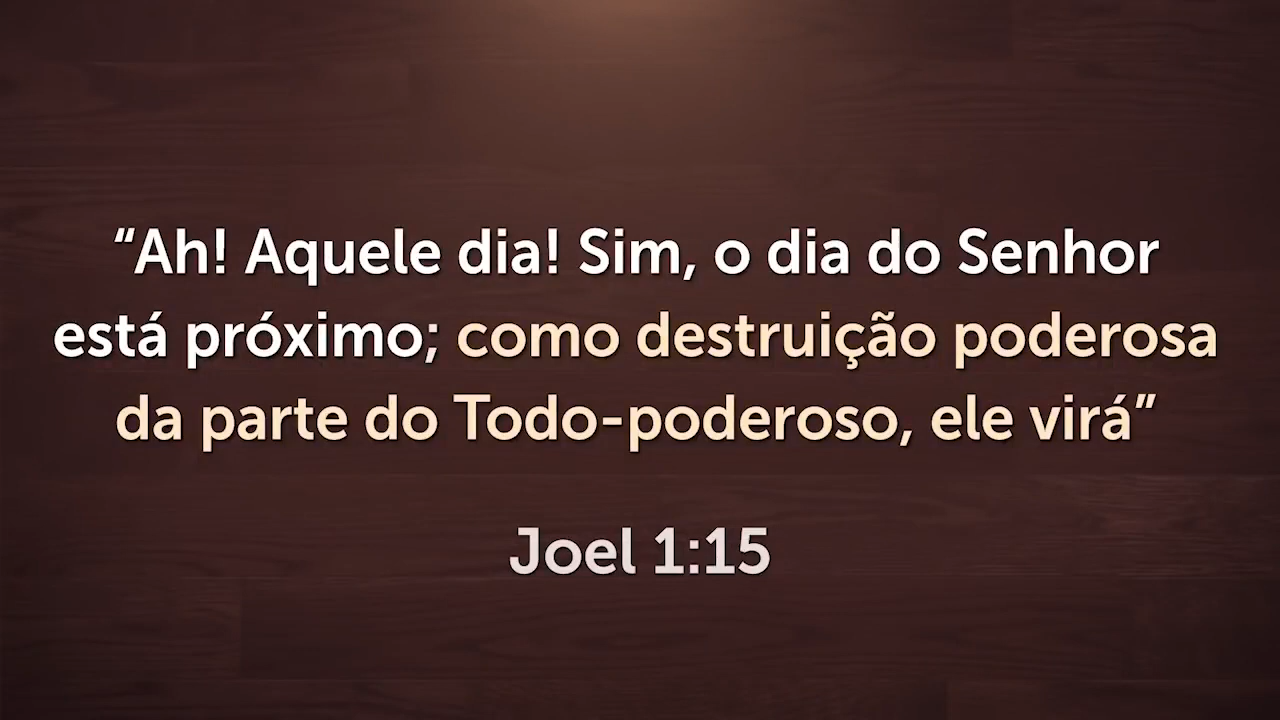 “Ah! Aquele dia! Sim, o dia do Senhor
está próximo; como destruição poderosa
da parte do Todo-poderoso, ele virá”
Joel 1:15